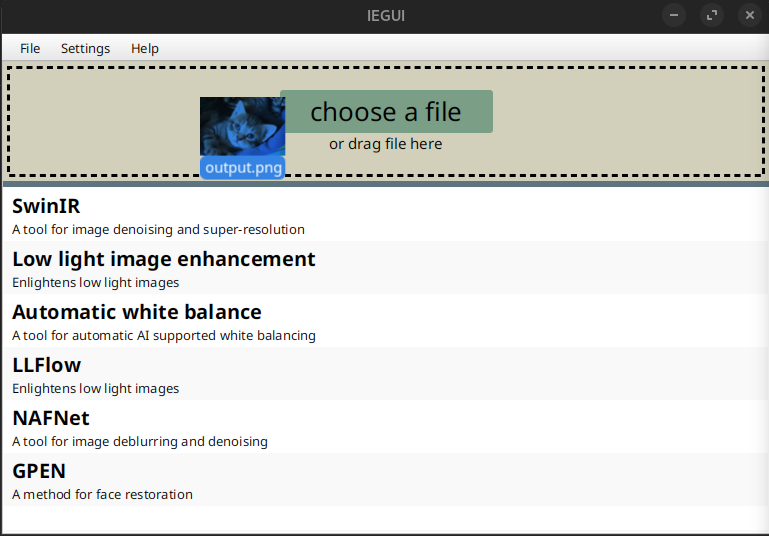 IEGUI
File Settings Help
choose a file
or drag file here
output.png
SwinIR
A tool for image denoising and super-resolution
Low light image enhancement
Enlightens low light images
Automatic white balance
A tool for automatic AI supported white balancing
LLFlow
Enlightens low light images
NAFNet
A tool for image deblurring and denoising
GPEN
A method for face restoration